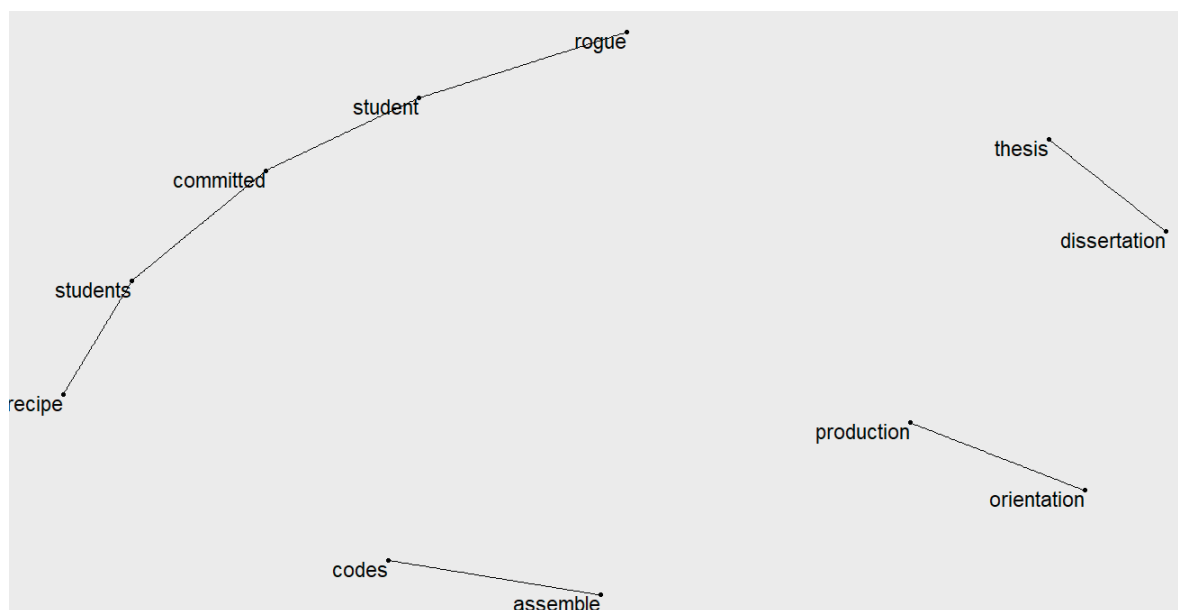 rogue
student
thesis
committed
dissertation
students
recipe
production
orientation
codes
assemble